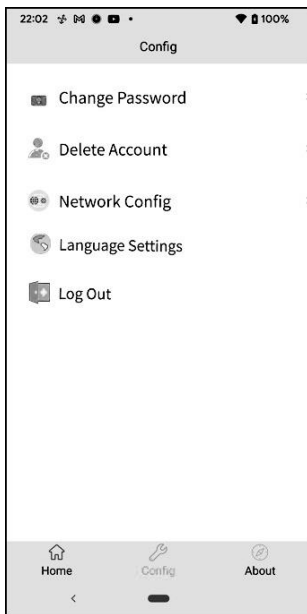 22:02 100%
Config
Change Password
Delete Account
Network Config
Language Settings
Log Out
Home Config About